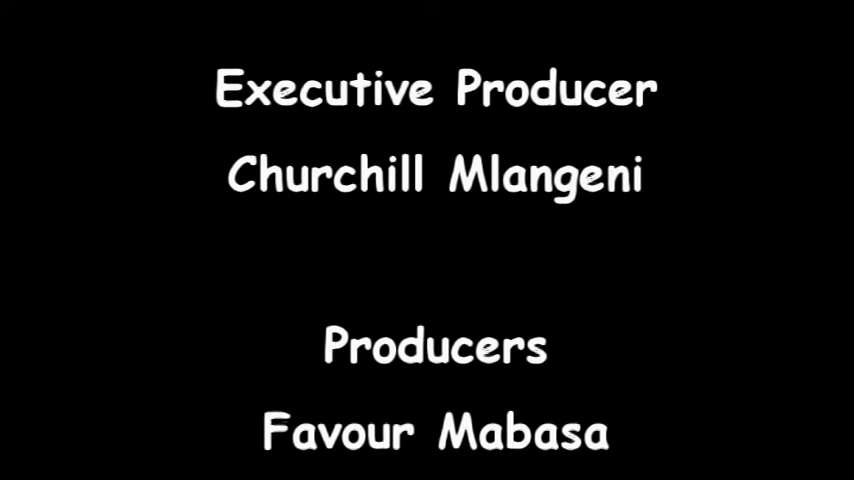 Executive Producer
Churchill Mlangeni
Producers
Favour Mabasa